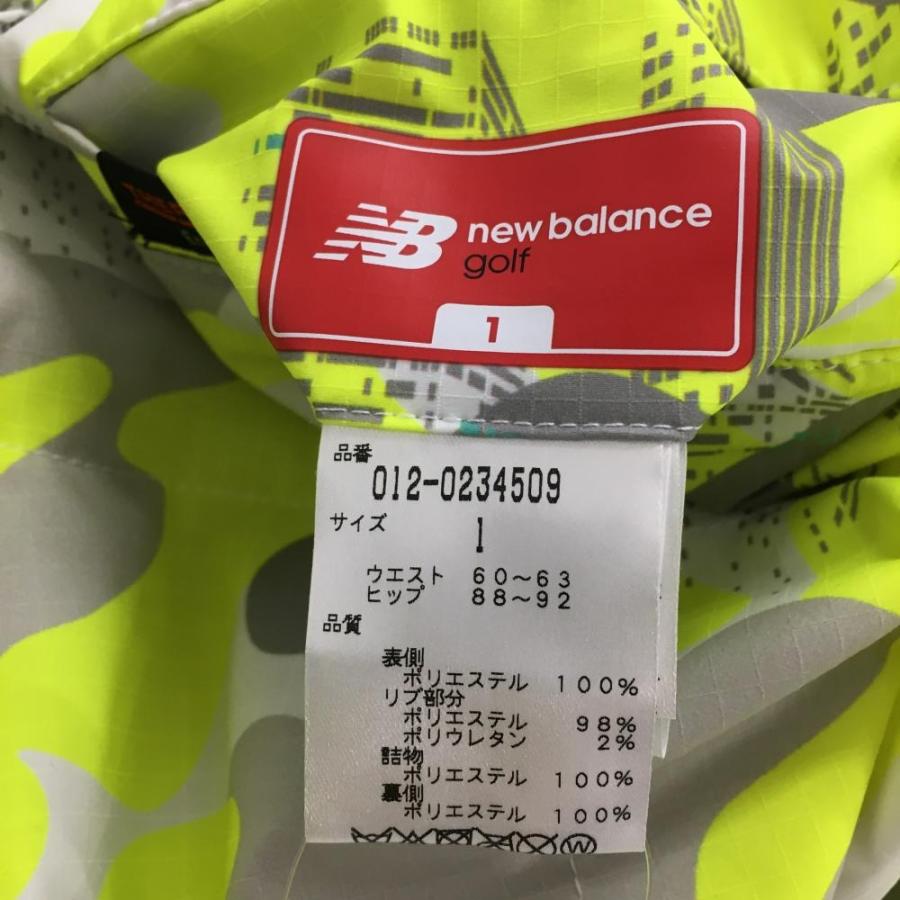 new balance
golf
1
品番
012-0234509
サイズ
1
ウエスト 60～63
ヒップ 88～92
品質
表側
ポリエステル 100%
リブ部分
ポリエステル 98%
ポリウレタン 2%
詰物
ポリエステル 100%
裏側
ポリエステル 100%
W